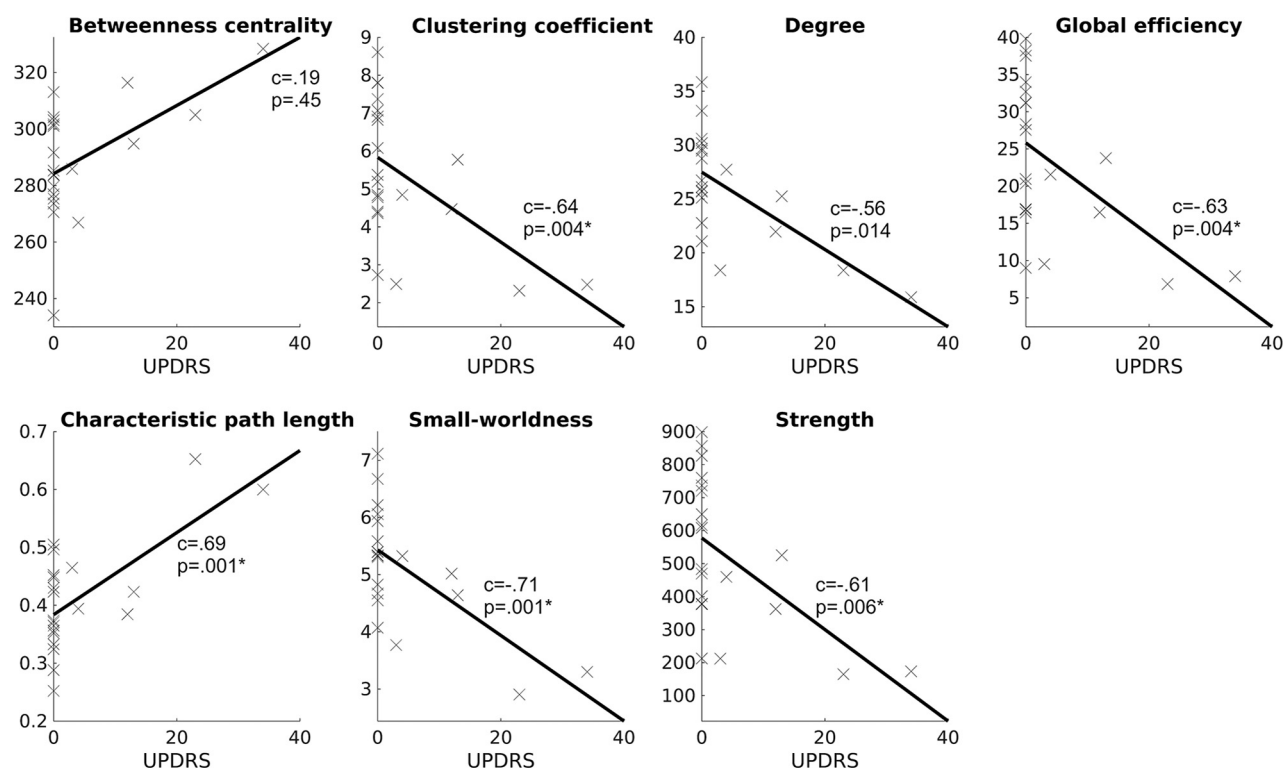 Betweenness centrality
320
300
280
260
240
0 20 40
UPDRS
c=.19
p=.45
Clustering coefficient
9
8
7
6
5
4
3
2
0 20 40
UPDRS
c=-.64
p=.004*
Degree
40
35
30
25
20
15
0 20 40
UPDRS
c=-.56
p=.014
Global efficiency
40
35
30
25
20
15
10
5
0 20 40
UPDRS
c=-.63
p=.004*
Characteristic path length
0.7
0.6
0.5
0.4
0.3
0.2
0 20 40
UPDRS
c=.69
p=.001*
Small-worldness
7
6
5
4
3
0 20 40
UPDRS
c=-.71
p=.001*
Strength
900
800
700
600
500
400
300
200
100
0 20 40
UPDRS
c=-.61
p=.006*